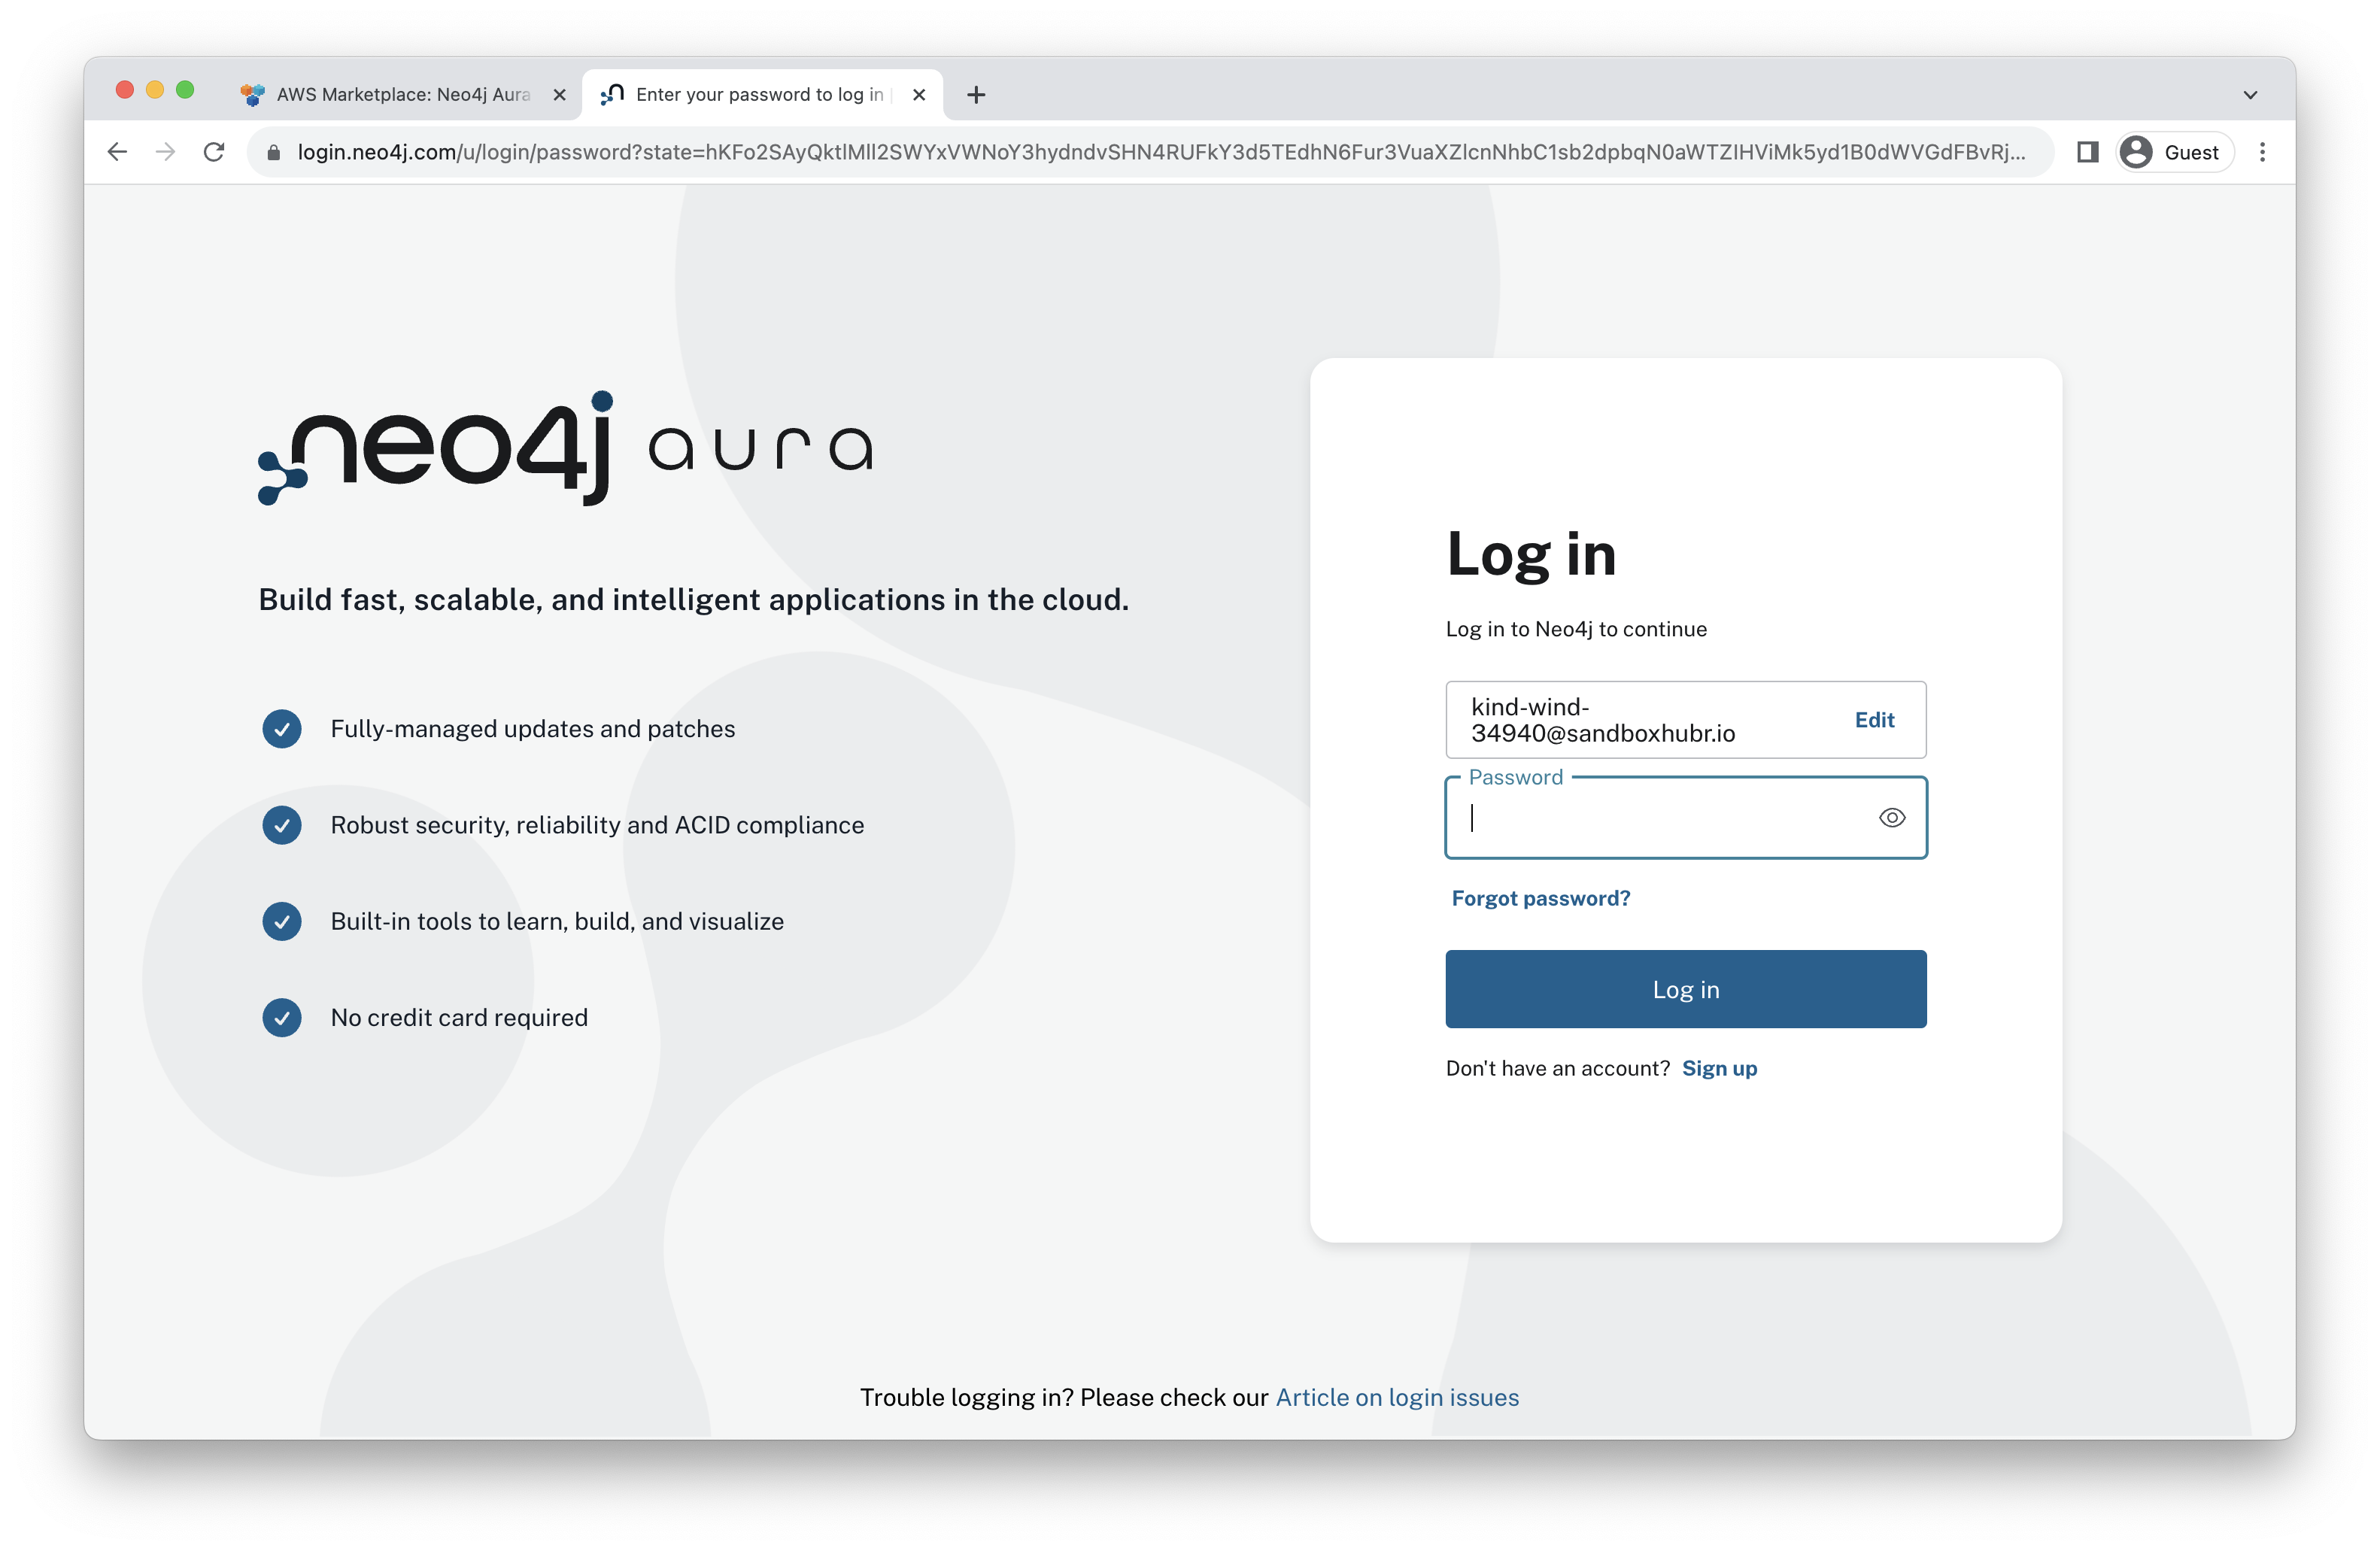 AWS Marketplace: Neo4j Aura
Enter your password to log in
login.neo4j.com/u/login/password?state=hKFo2SAyQktlMll2SWYxVWNoY3hydndvSHN4RUFkY3d5TEdhN6Fur3VuaXZlcnNhbC1sb2dpbqN0aWTZIHViMk5yd1B0dWVGdFBvRj...
Guest
neo4j aura
Build fast, scalable, and intelligent applications in the cloud.
Fully-managed updates and patches
Robust security, reliability and ACID compliance
Built-in tools to learn, build, and visualize
No credit card required
Log in
Log in to Neo4j to continue
kind-wind-
34940@sandboxhubr.io
Edit
Password
Forgot password?
Log in
Don't have an account? Sign up
Trouble logging in? Please check our Article on login issues